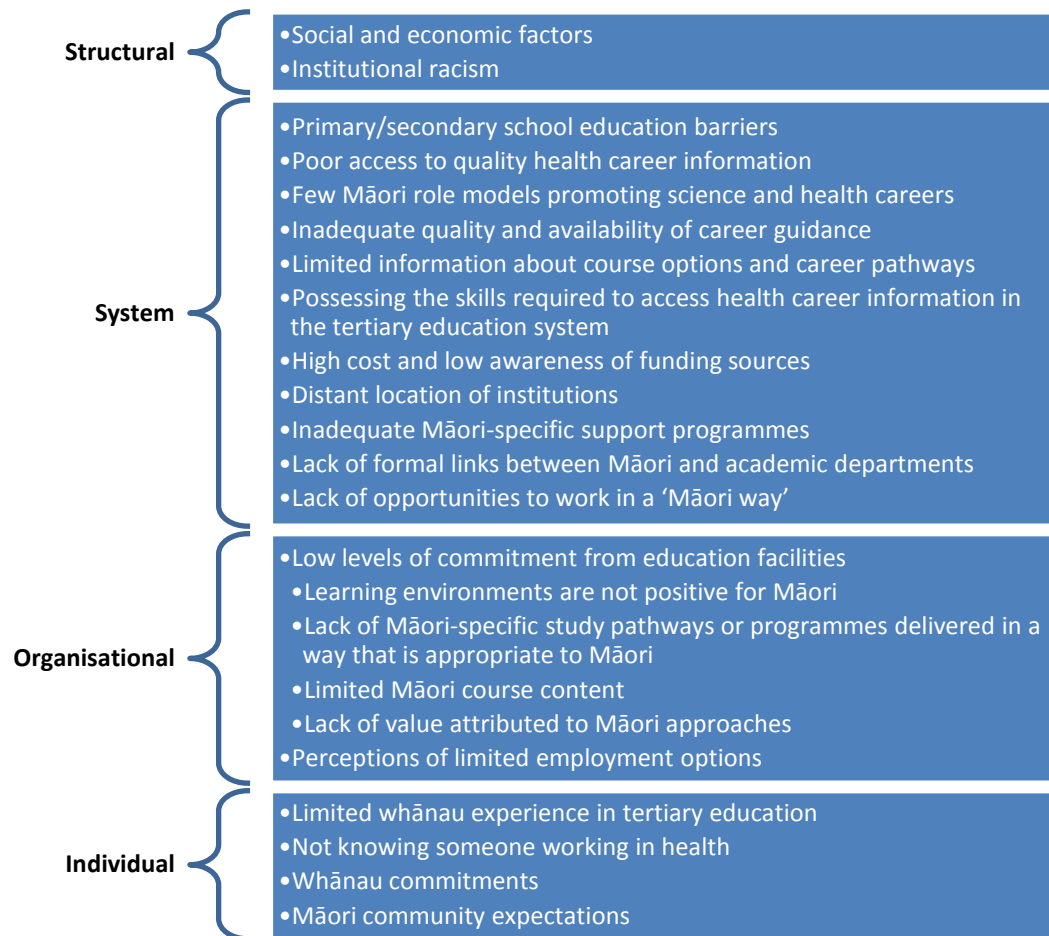 Structural
•Social and economic factors
•Institutional racism
System
•Primary/secondary school education barriers
•Poor access to quality health career information
•Few Māori role models promoting science and health careers
•Inadequate quality and availability of career guidance
•Limited information about course options and career pathways
•Possessing the skills required to access health career information in
the tertiary education system
•High cost and low awareness of funding sources
•Distant location of institutions
•Inadequate Māori-specific support programmes
•Lack of formal links between Māori and academic departments
•Lack of opportunities to work in a ‘Māori way’
Organisational
•Low levels of commitment from education facilities
•Learning environments are not positive for Māori
•Lack of Māori-specific study pathways or programmes delivered in a
way that is appropriate to Māori
•Limited Māori course content
•Lack of value attributed to Māori approaches
•Perceptions of limited employment options
Individual
•Limited whānau experience in tertiary education
•Not knowing someone working in health
•Whānau commitments
•Māori community expectations